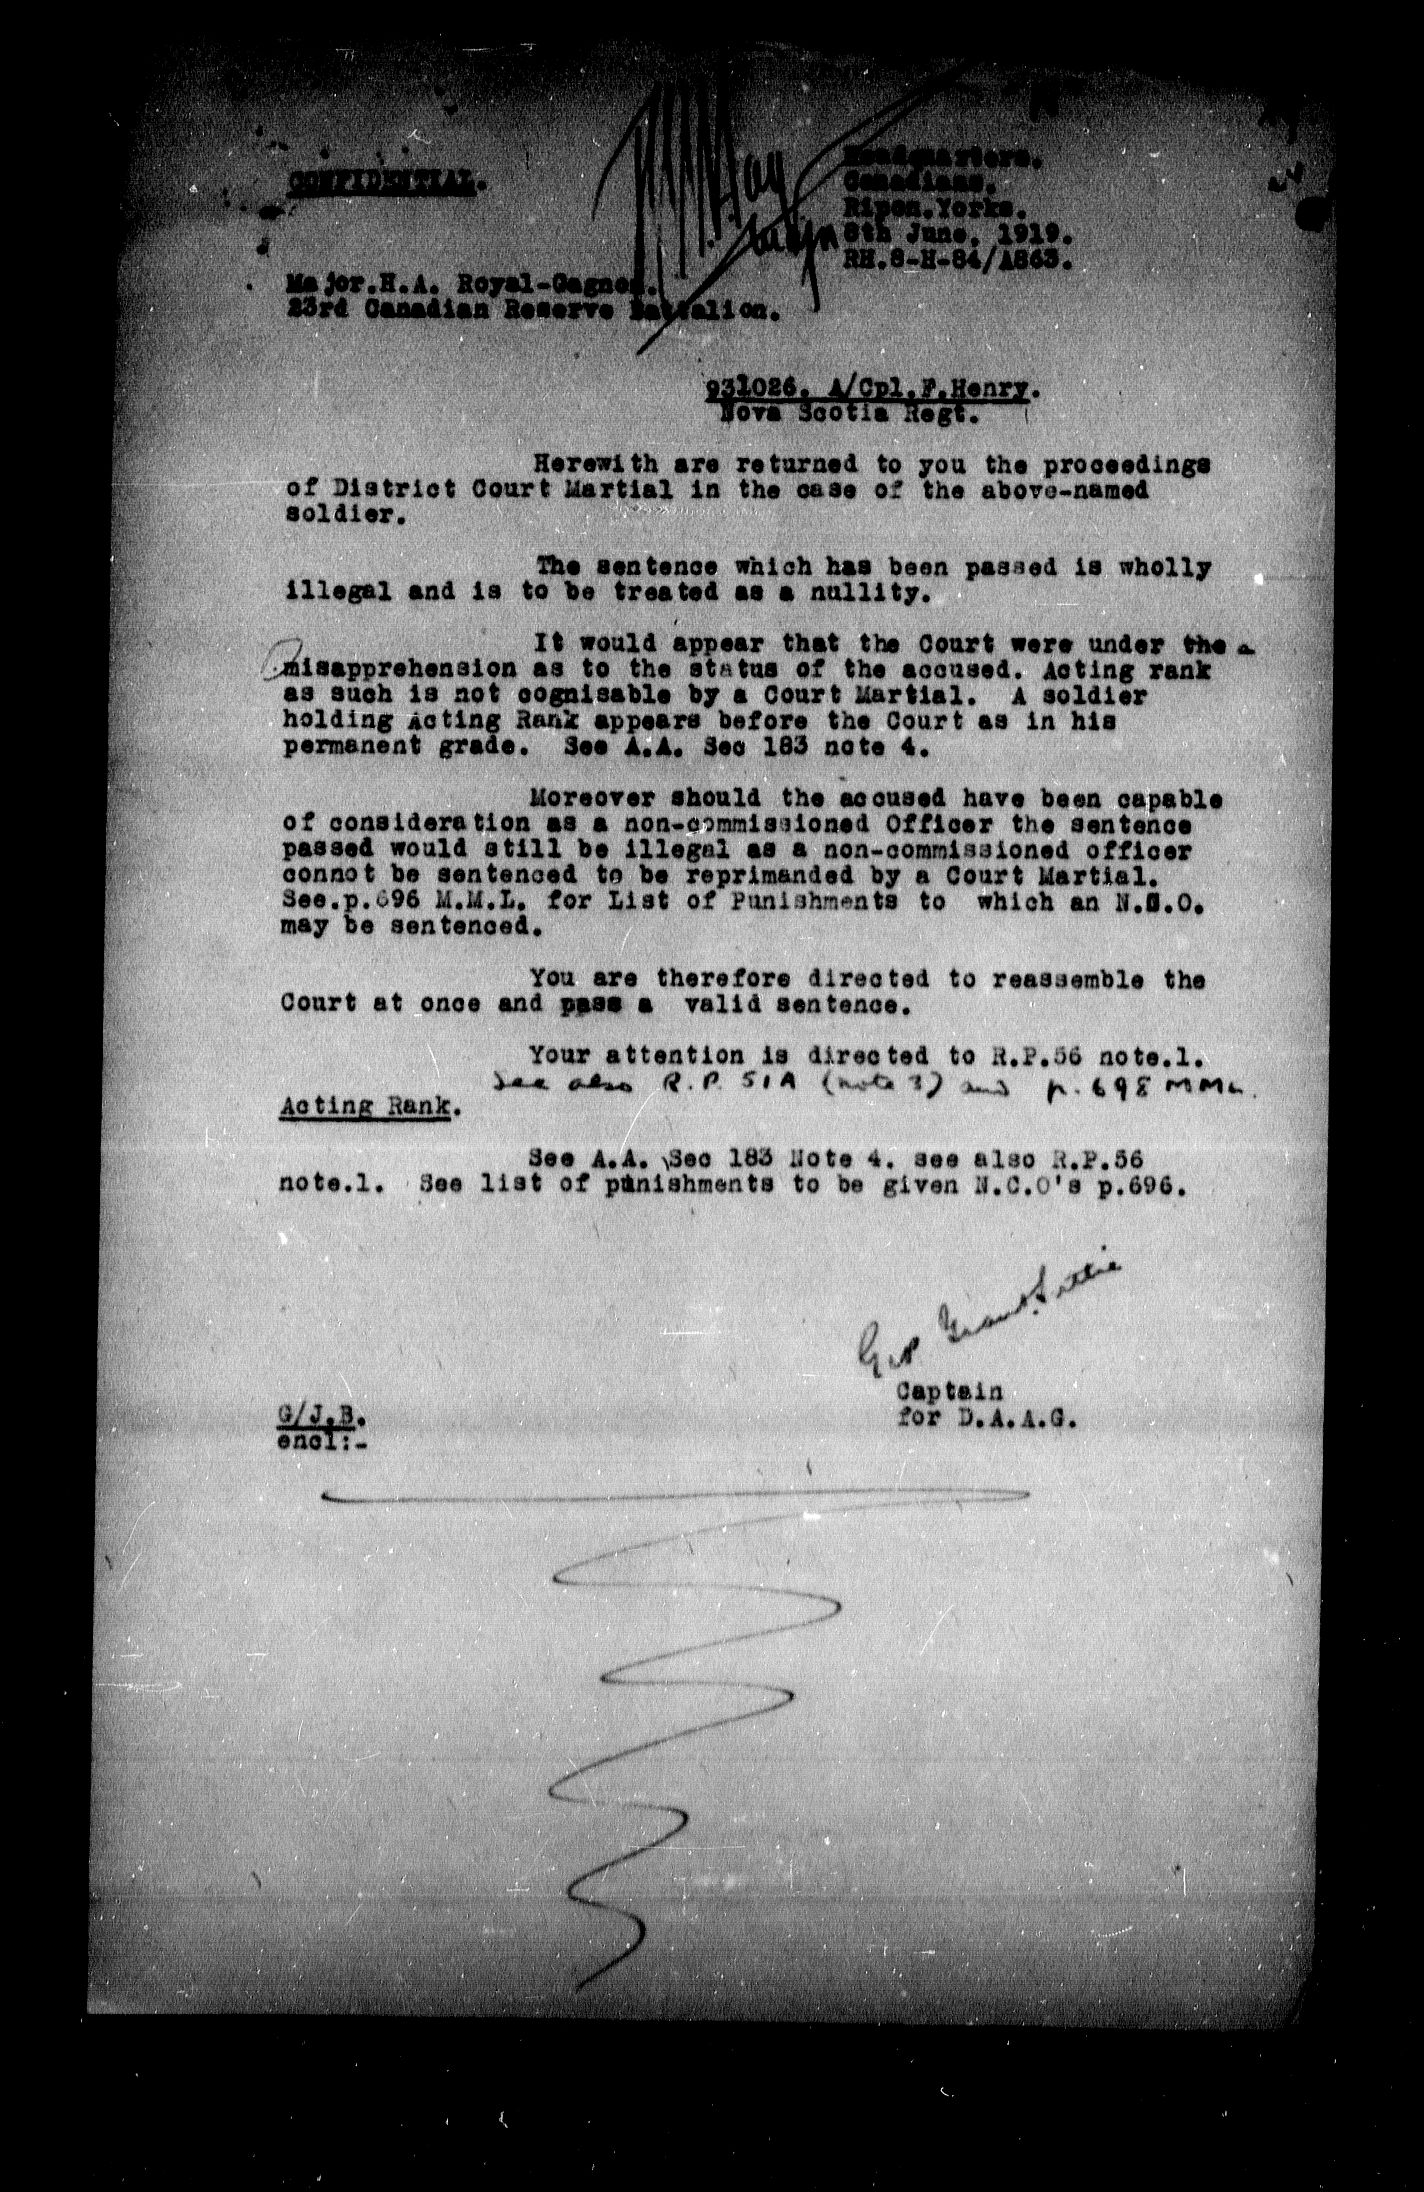 CONFIDENTIAL.
Headquarters.
Canadians.
Ripon.Yorks.
8th June. 1919.
RH.8-H-84/A863.
Major.H.A. Royal-Gagnon.
23rd Canadian Reserve Battalion.
931026. A/Cpl.F.Henry.
Nova Scotia Regt.
Herewith are returned to you the proceedings
of District Court Martial in the case of the above-named
soldier.
The sentence which has been passed is wholly
illegal and is to be treated as a nullity.
It would appear that the Court were under the a
misapprehension as to the status of the accused. Acting rank
as such is not cognisable by a Court Martial. A soldier
holding Acting Rank appears before the Court as in his
permanent grade. See A.A. Sec 183 note 4.
Moreover should the accused have been capable
of consideration as a non-commissioned Officer the sentence
passed would still be illegal as a non-commissioned officer
connot be sentenced to be reprimanded by a Court Martial.
See.p.696 M.M.L. for List of Punishments to which an N.C.O.
may be sentenced.
You are therefore directed to reassemble the
Court at once and pass a valid sentence.
Your attention is directed to R.P.56 note.1.
See also R.P. 51A (note 3) and p. 698 MML.
Acting Rank.
See A.A. Sec 183 Note 4. see also R.P.56
note.1. See list of punishments to be given N.C.O's p.696.
Captain
for D.A.A.G.
G/J.B.
encl:-